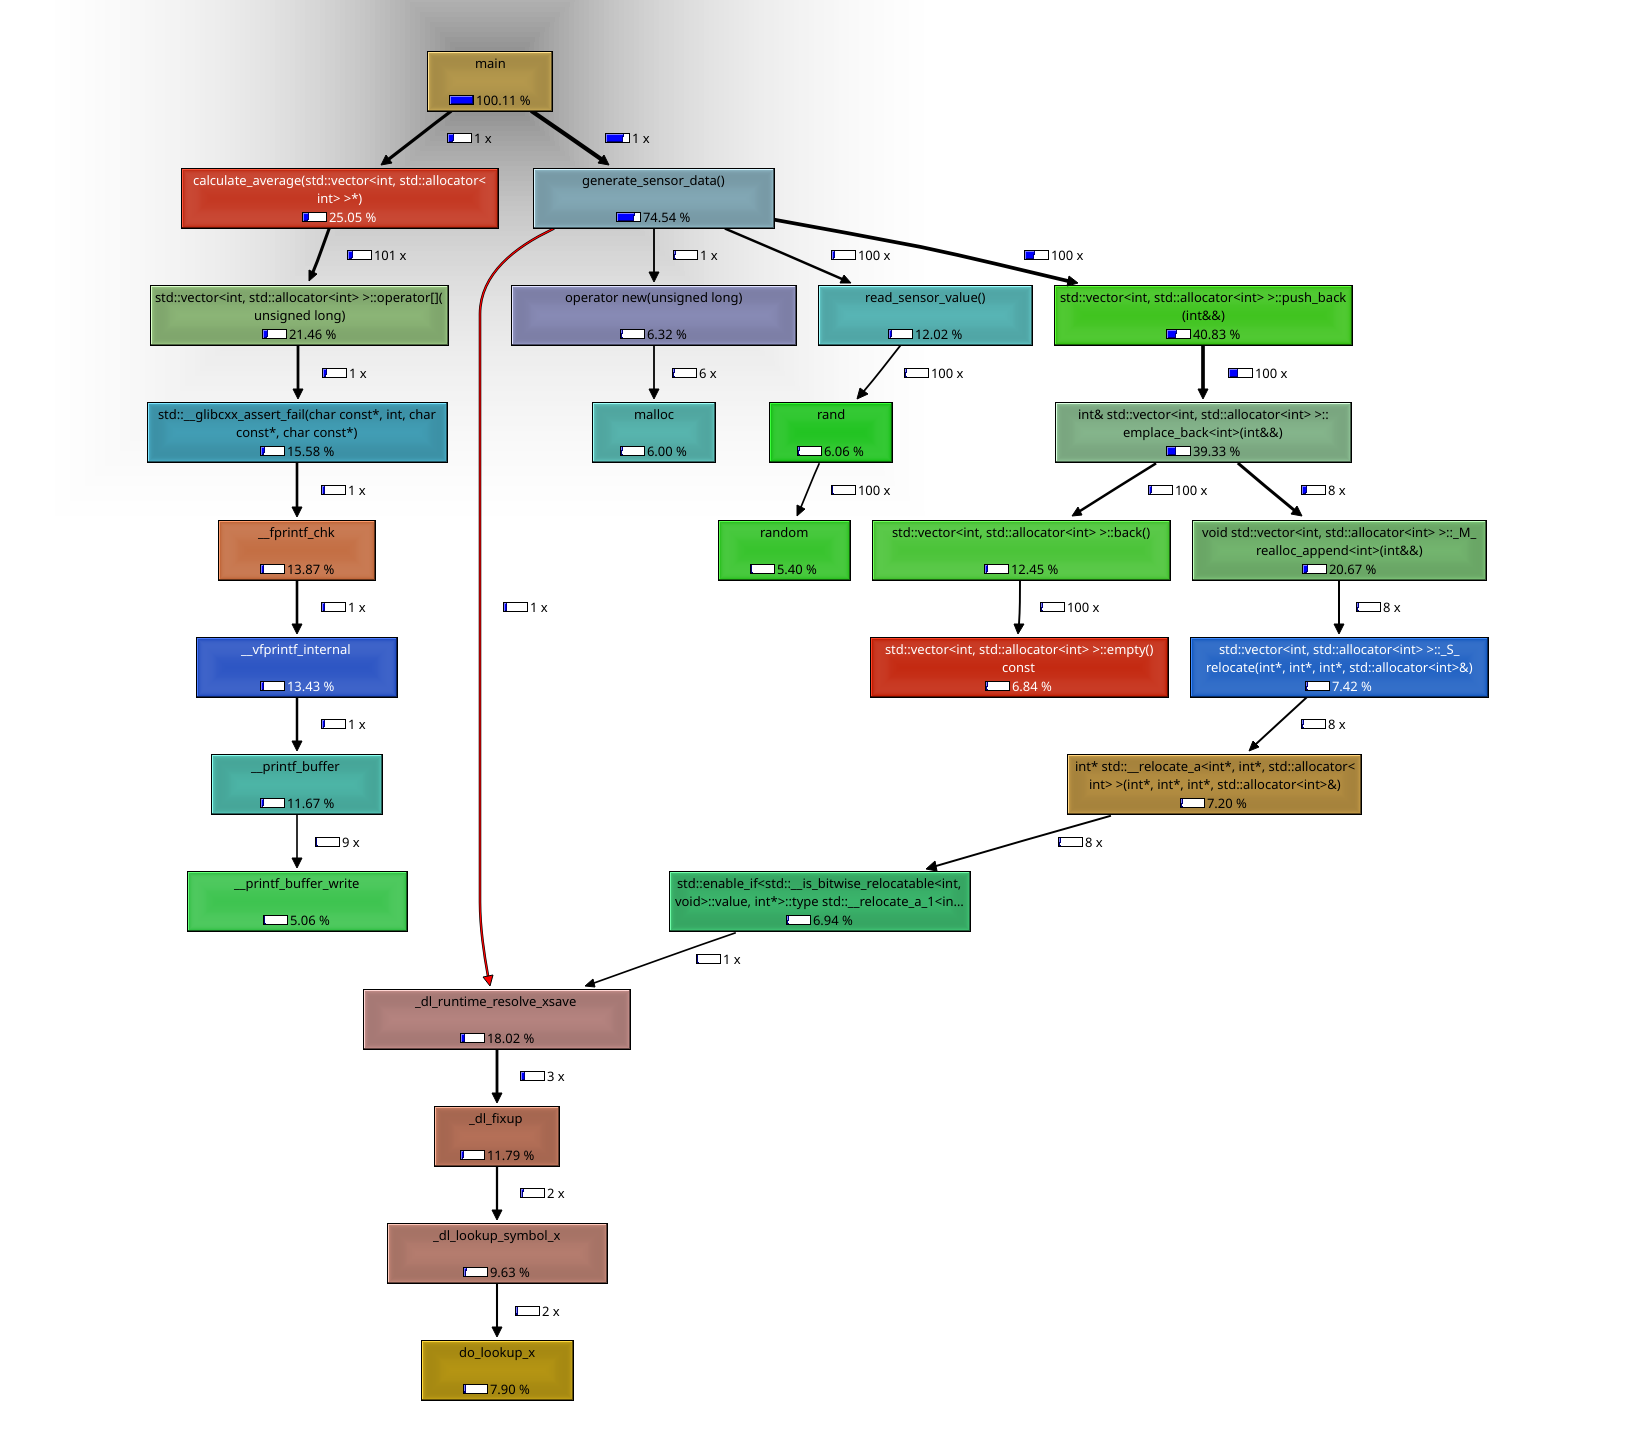 main
100.11 %
1 x
1 x
calculate_average(std::vector<int, std::allocator<
int> >*)
25.05 %
generate_sensor_data()
74.54 %
101 x
1 x
100 x
100 x
std::vector<int, std::allocator<int> >::operator[](
unsigned long)
21.46 %
operator new(unsigned long)
6.32 %
read_sensor_value()
12.02 %
std::vector<int, std::allocator<int> >::push_back
(int&&)
40.83 %
1 x
6 x
100 x
100 x
std::__glibcxx_assert_fail(char const*, int, char
const*, char const*)
15.58 %
malloc
6.00 %
rand
6.06 %
int& std::vector<int, std::allocator<int> >::
emplace_back<int>(int&&)
39.33 %
1 x
100 x
100 x
8 x
__fprintf_chk
13.87 %
random
5.40 %
std::vector<int, std::allocator<int> >::back()
12.45 %
void std::vector<int, std::allocator<int> >::_M_
realloc_append<int>(int&&)
20.67 %
1 x
1 x
100 x
8 x
__vfprintf_internal
13.43 %
std::vector<int, std::allocator<int> >::empty()
const
6.84 %
std::vector<int, std::allocator<int> >::_S_
relocate(int*, int*, int*, std::allocator<int>&)
7.42 %
1 x
8 x
__printf_buffer
11.67 %
int* std::__relocate_a<int*, int*, std::allocator<
int> >(int*, int*, int*, std::allocator<int>&)
7.20 %
9 x
8 x
__printf_buffer_write
5.06 %
std::enable_if<std::__is_bitwise_relocatable<int,
void>::value, int*>::type std::__relocate_a_1<in...
6.94 %
1 x
_dl_runtime_resolve_xsave
18.02 %
3 x
_dl_fixup
11.79 %
2 x
_dl_lookup_symbol_x
9.63 %
2 x
do_lookup_x
7.90 %